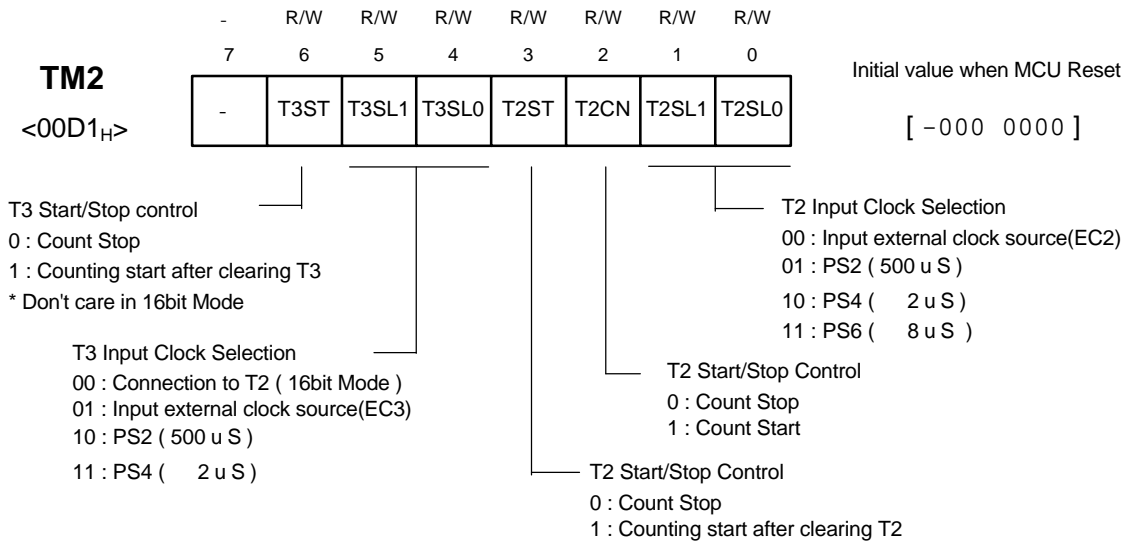 - R/W R/W R/W R/W R/W R/W R/W
7 6 5 4 3 2 1 0
TM2
<00D1H>
- T3ST T3SL1 T3SL0 T2ST T2CN T2SL1 T2SL0
Initial value when MCU Reset
[ -000 0000 ]
T3 Start/Stop control
0 : Count Stop
1 : Counting start after clearing T3
* Don't care in 16bit Mode
T3 Input Clock Selection
00 : Connection to T2 ( 16bit Mode )
01 : Input external clock source(EC3)
10 : PS2 ( 500 u S )
11 : PS4 ( 2 u S )
T2 Input Clock Selection
00 : Input external clock source(EC2)
01 : PS2 ( 500 u S )
10 : PS4 ( 2 u S )
11 : PS6 ( 8 u S )
T2 Start/Stop Control
0 : Count Stop
1 : Count Start
T2 Start/Stop Control
0 : Count Stop
1 : Counting start after clearing T2